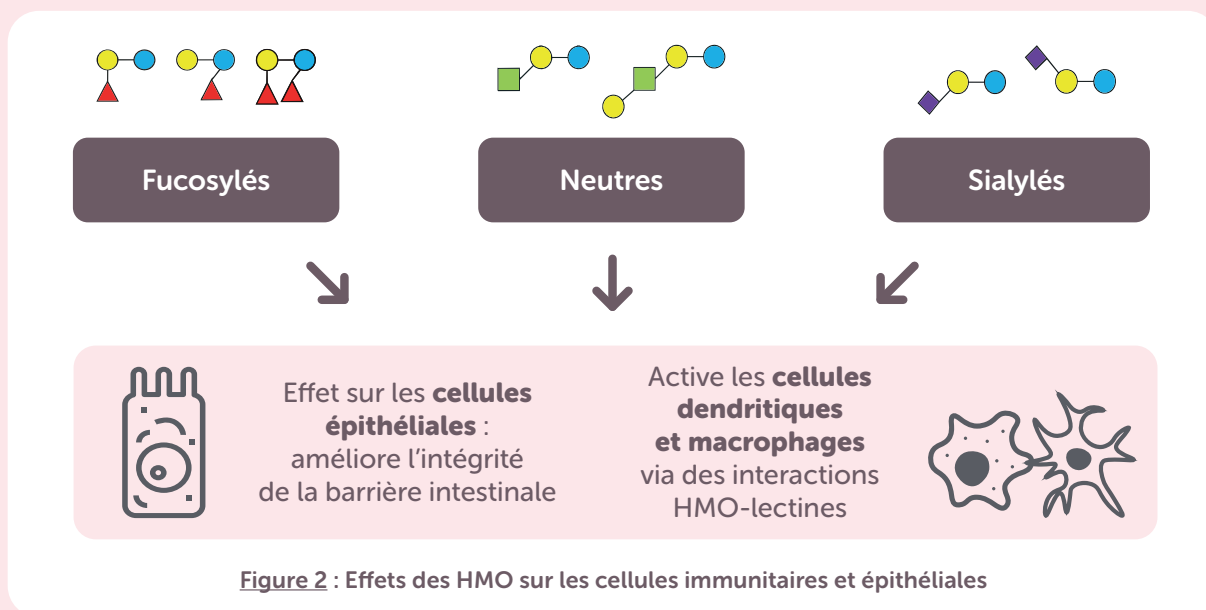 Fucosylés
Neutres
Sialylés
Effet sur les cellules
épithéliales :
améliore l’intégrité
de la barrière intestinale
Active les cellules
dendritiques
et macrophages
via des interactions
HMO-lectines
Figure 2 : Effets des HMO sur les cellules immunitaires et épithéliales